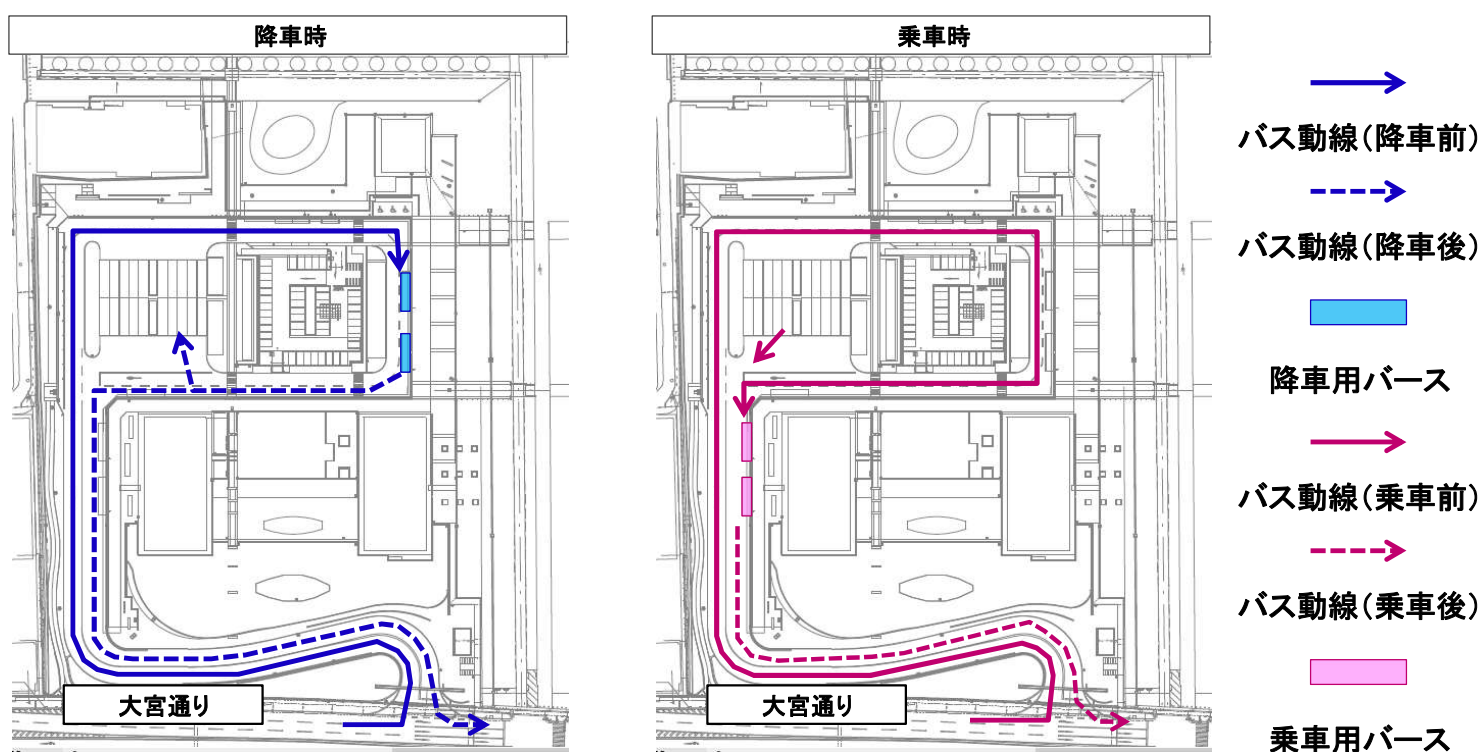 降車時
大宮通り
乗車時
大宮通り
バス動線（降車前）
バス動線（降車後）
降車用バース
バス動線（乗車前）
バス動線（乗車後）
乗車用バース